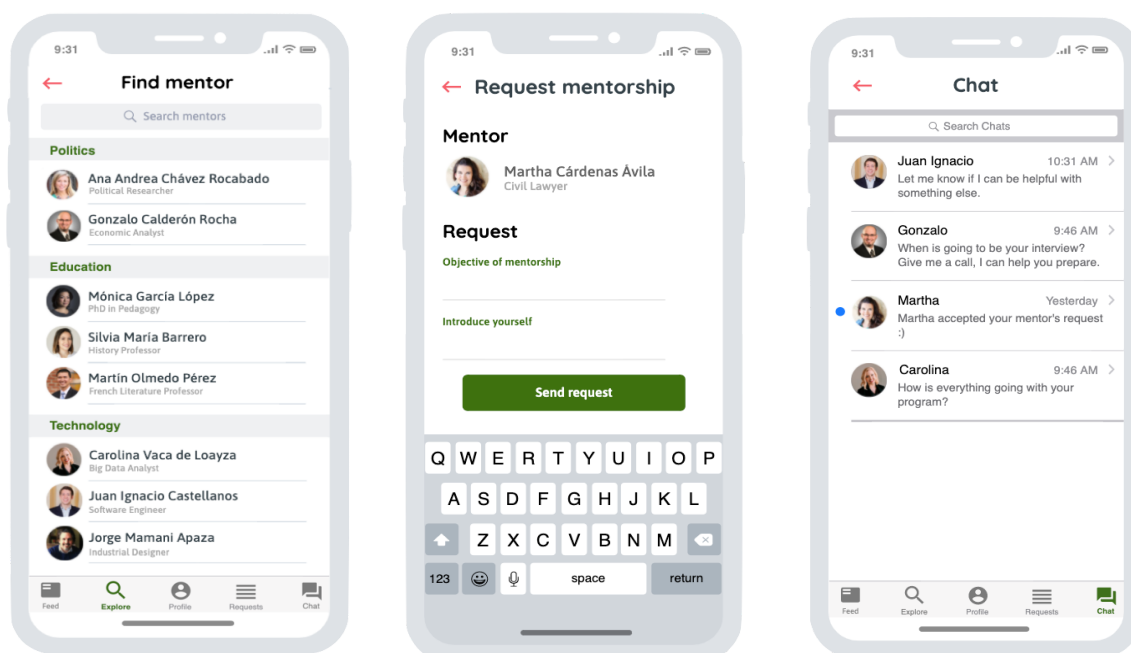 9:31
Find mentor
Search mentors
Politics
Ana Andrea Chávez Rocabado
Political Researcher
Gonzalo Calderón Rocha
Economic Analyst
Education
Mónica García López
PhD in Pedagogy
Silvia María Barrero
History Professor
Martín Olmedo Pérez
French Literature Professor
Technology
Carolina Vaca de Loayza
Big Data Analyst
Juan Ignacio Castellanos
Software Engineer
Jorge Mamani Apaza
Industrial Designer
Feed Explore Profile Requests Chat
9:31
Request mentorship
Mentor
Martha Cárdenas Ávila
Civil Lawyer
Request
Objective of mentorship
Introduce yourself
Send request
Q W E R T Y U I O P
A S D F G H J K L
Z X C V B N M
123 space return
9:31
Chat
Search Chats
Juan Ignacio 10:31 AM
Let me know if I can be helpful with
something else.
Gonzalo 9:46 AM
When is going to be your interview?
Give me a call, I can help you prepare.
Martha Yesterday
Martha accepted your mentor's request
:)
Carolina 9:46 AM
How is everything going with your
program?
Feed Explore Profile Requests Chat